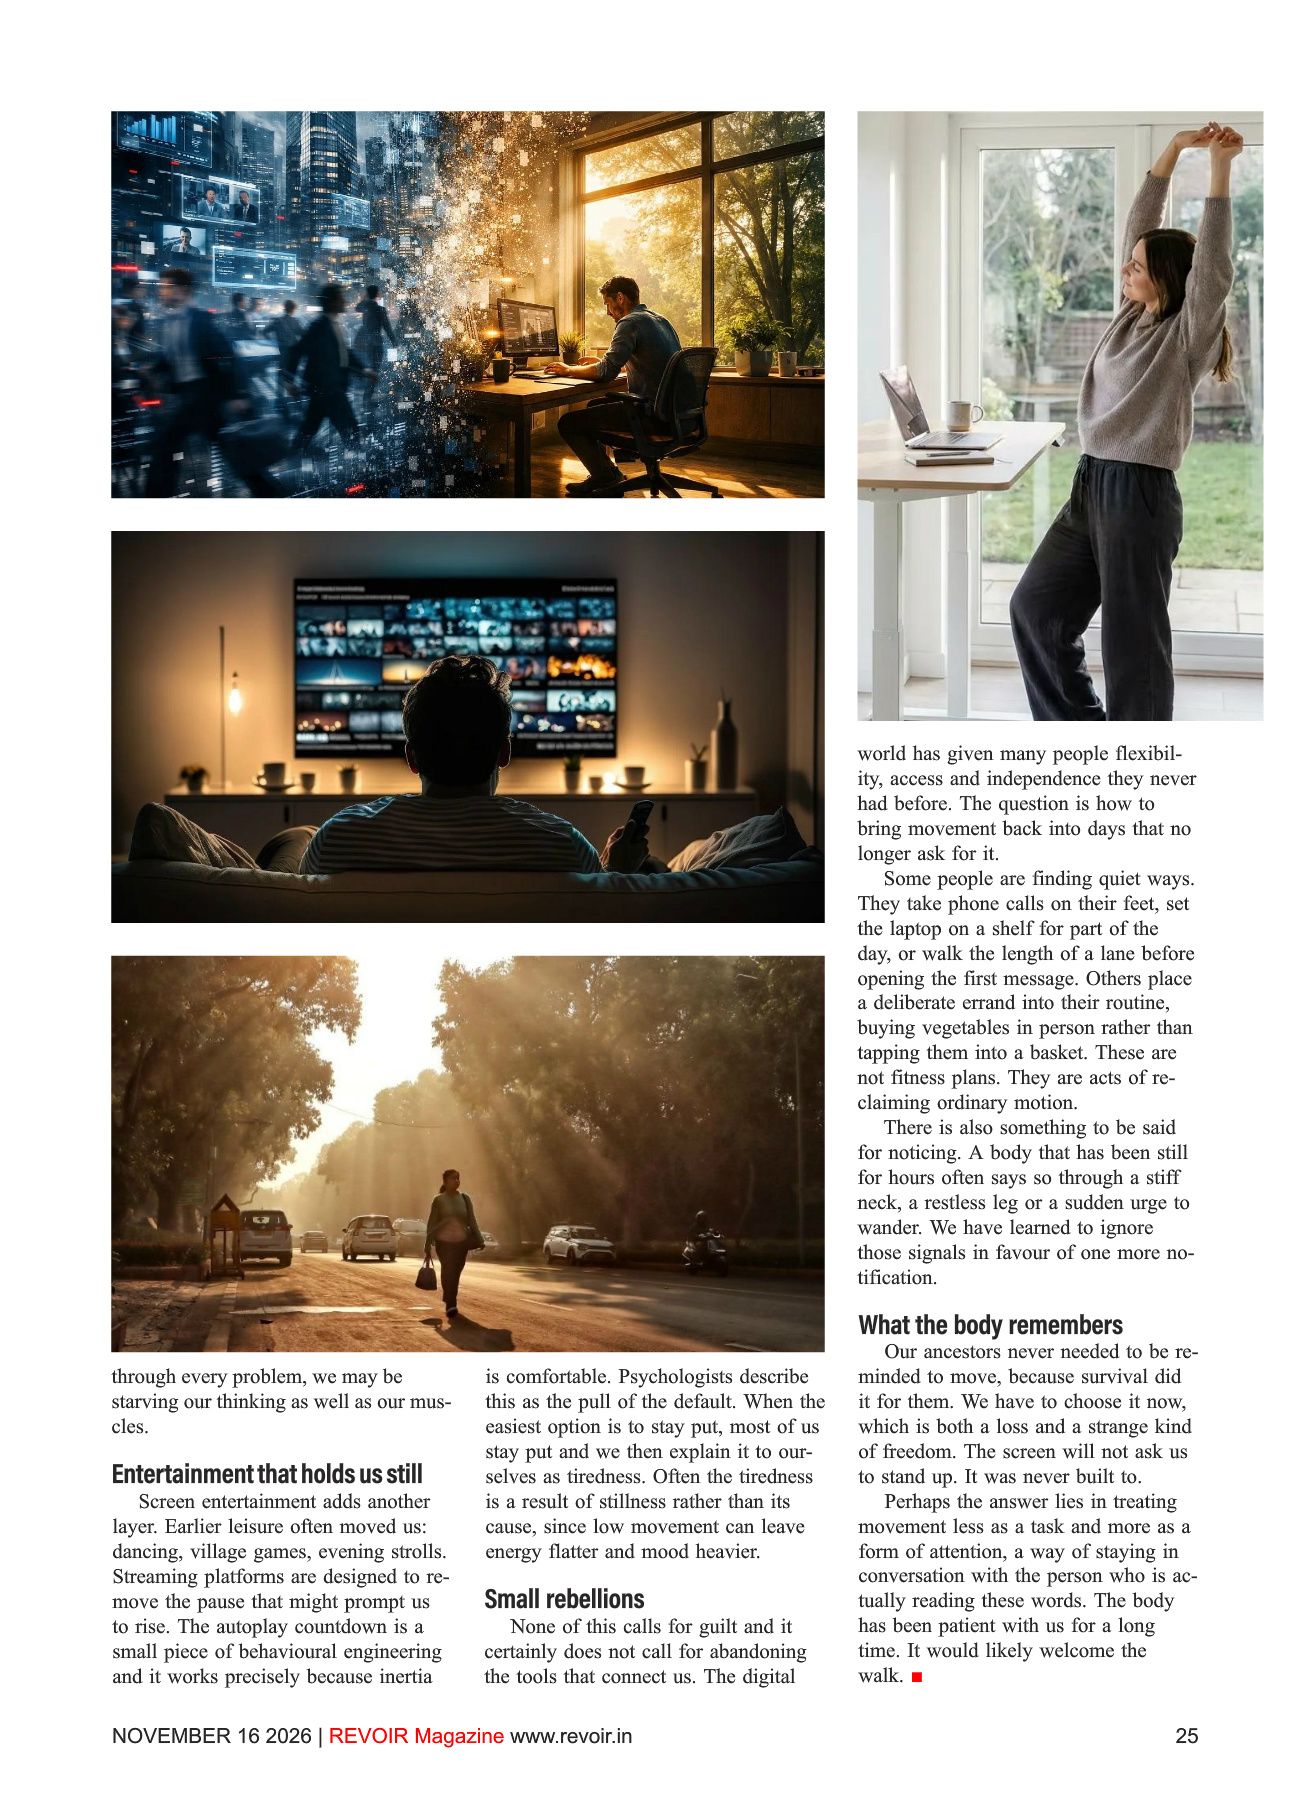 through every problem, we may be
starving our thinking as well as our mus-
cles.
Entertainment that holds us still
Screen entertainment adds another
layer. Earlier leisure often moved us:
dancing, village games, evening strolls.
Streaming platforms are designed to re-
move the pause that might prompt us
to rise. The autoplay countdown is a
small piece of behavioural engineering
and it works precisely because inertia
is comfortable. Psychologists describe
this as the pull of the default. When the
easiest option is to stay put, most of us
stay put and we then explain it to our-
selves as tiredness. Often the tiredness
is a result of stillness rather than its
cause, since low movement can leave
energy flatter and mood heavier.
Small rebellions
None of this calls for guilt and it
certainly does not call for abandoning
the tools that connect us. The digital
world has given many people flexibil-
ity, access and independence they never
had before. The question is how to
bring movement back into days that no
longer ask for it.
Some people are finding quiet ways.
They take phone calls on their feet, set
the laptop on a shelf for part of the
day, or walk the length of a lane before
opening the first message. Others place
a deliberate errand into their routine,
buying vegetables in person rather than
tapping them into a basket. These are
not fitness plans. They are acts of re-
claiming ordinary motion.
There is also something to be said
for noticing. A body that has been still
for hours often says so through a stiff
neck, a restless leg or a sudden urge to
wander. We have learned to ignore
those signals in favour of one more no-
tification.
What the body remembers
Our ancestors never needed to be re-
minded to move, because survival did
it for them. We have to choose it now,
which is both a loss and a strange kind
of freedom. The screen will not ask us
to stand up. It was never built to.
Perhaps the answer lies in treating
movement less as a task and more as a
form of attention, a way of staying in
conversation with the person who is ac-
tually reading these words. The body
has been patient with us for a long
time. It would likely welcome the
walk.
NOVEMBER 16 2026 | REVOIR Magazine www.revoir.in
25